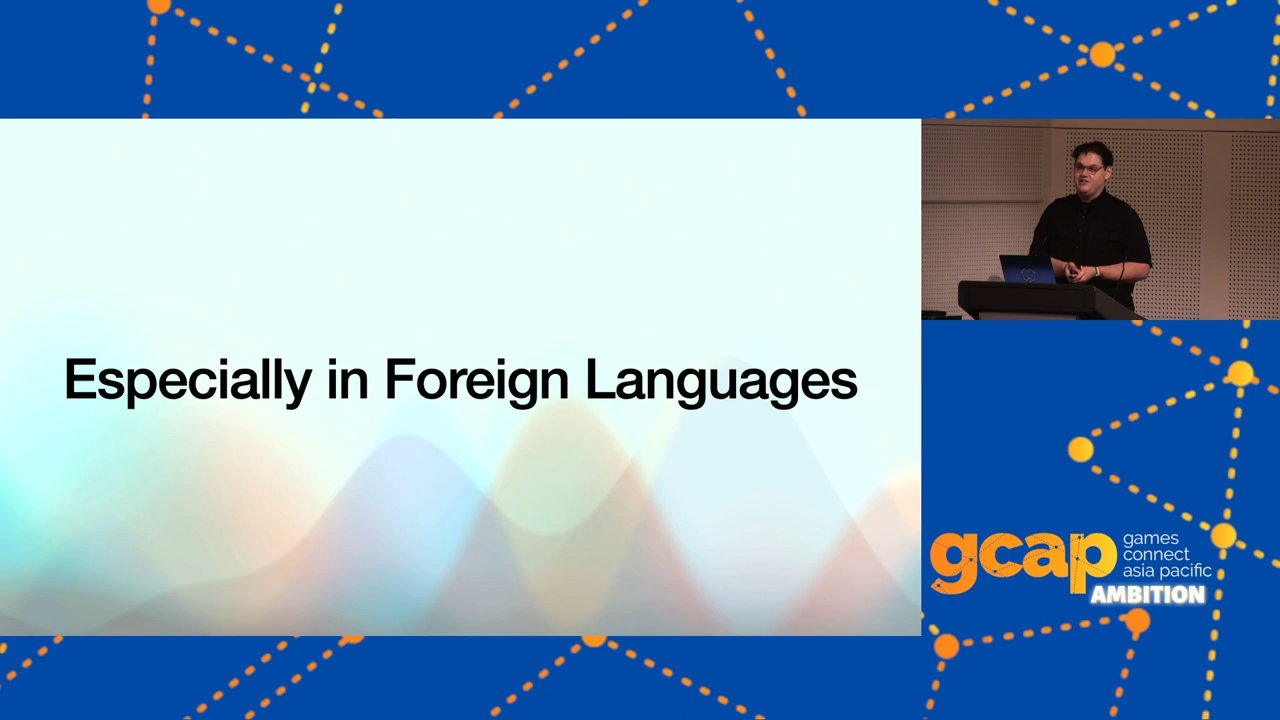 Especially in Foreign Languages
gcap
games
connect
asia pacific
AMBITION